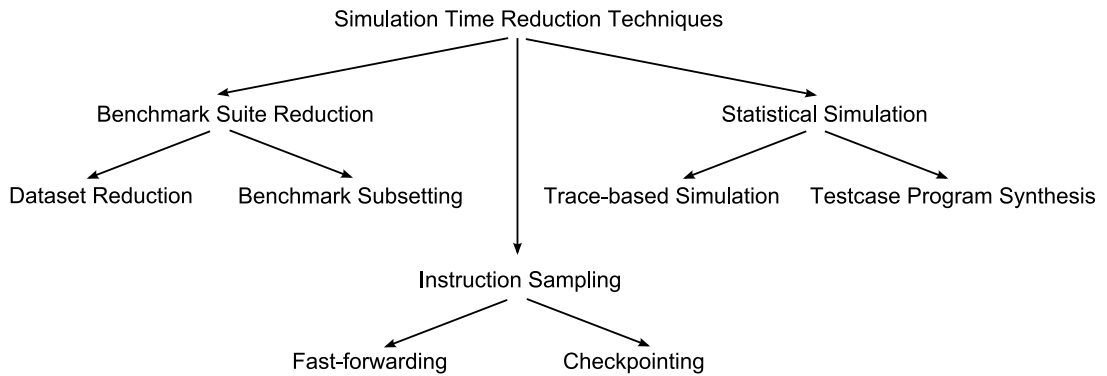 Simulation Time Reduction Techniques
Benchmark Suite Reduction
Statistical Simulation
Dataset Reduction
Benchmark Subsetting
Trace-based Simulation
Testcase Program Synthesis
Instruction Sampling
Fast-forwarding
Checkpointing